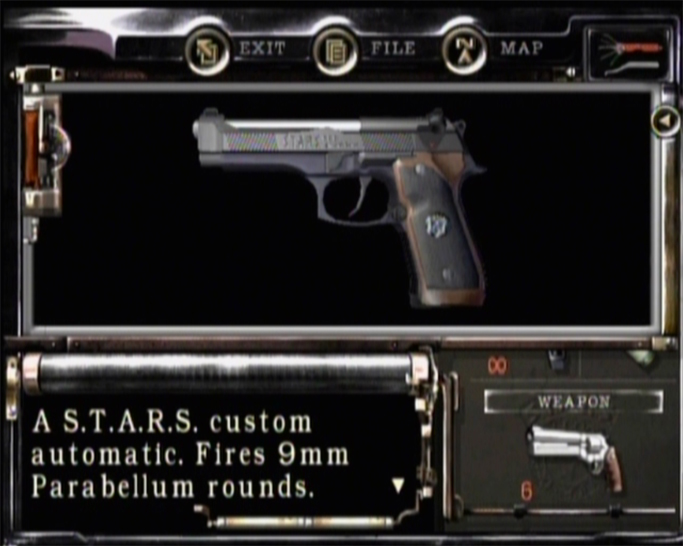 EXIT
FILE
MAP
∞
WEAPON
6
A S.T.A.R.S. custom
automatic. Fires 9mm
Parabellum rounds.